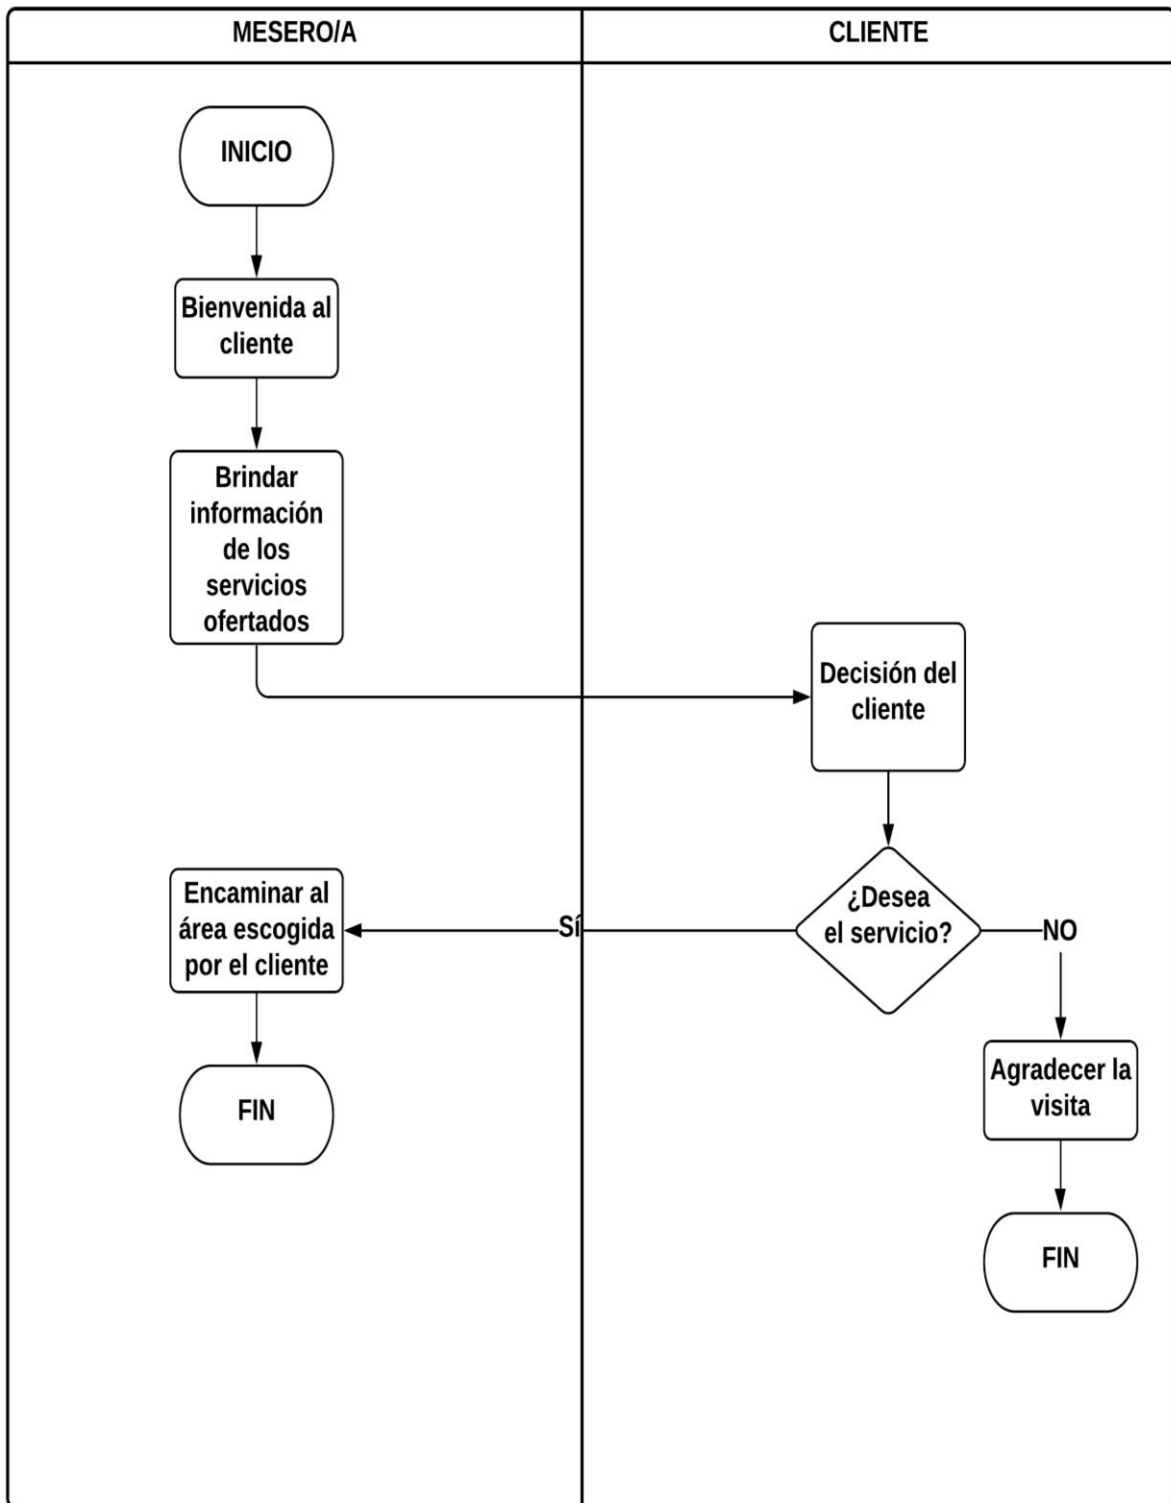 MESERO/A
CLIENTE
INICIO
Bienvenida al
cliente
Brindar
información
de los
servicios
ofertados
Decisión del
cliente
¿Desea
el servicio?
Sí
NO
Encaminar al
área escogida
por el cliente
FIN
Agradecer la
visita
FIN